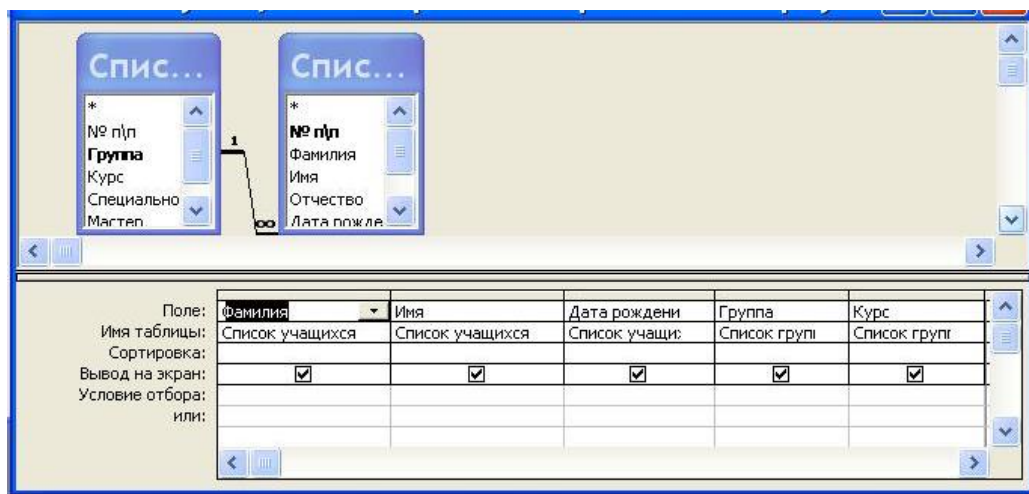 Спис... Спис...
*
№ п\п
Группа
Курс
Специально
Мастер
1
∞
*
№ п\п
Фамилия
Имя
Отчество
Дата рожде
Поле: Фамилия Имя Дата рождени Группа Курс
Имя таблицы: Список учащихся Список учащихся Список учащи: Список групі Список групг
Сортировка:
Вывод на экран:
Условие отбора:
или: